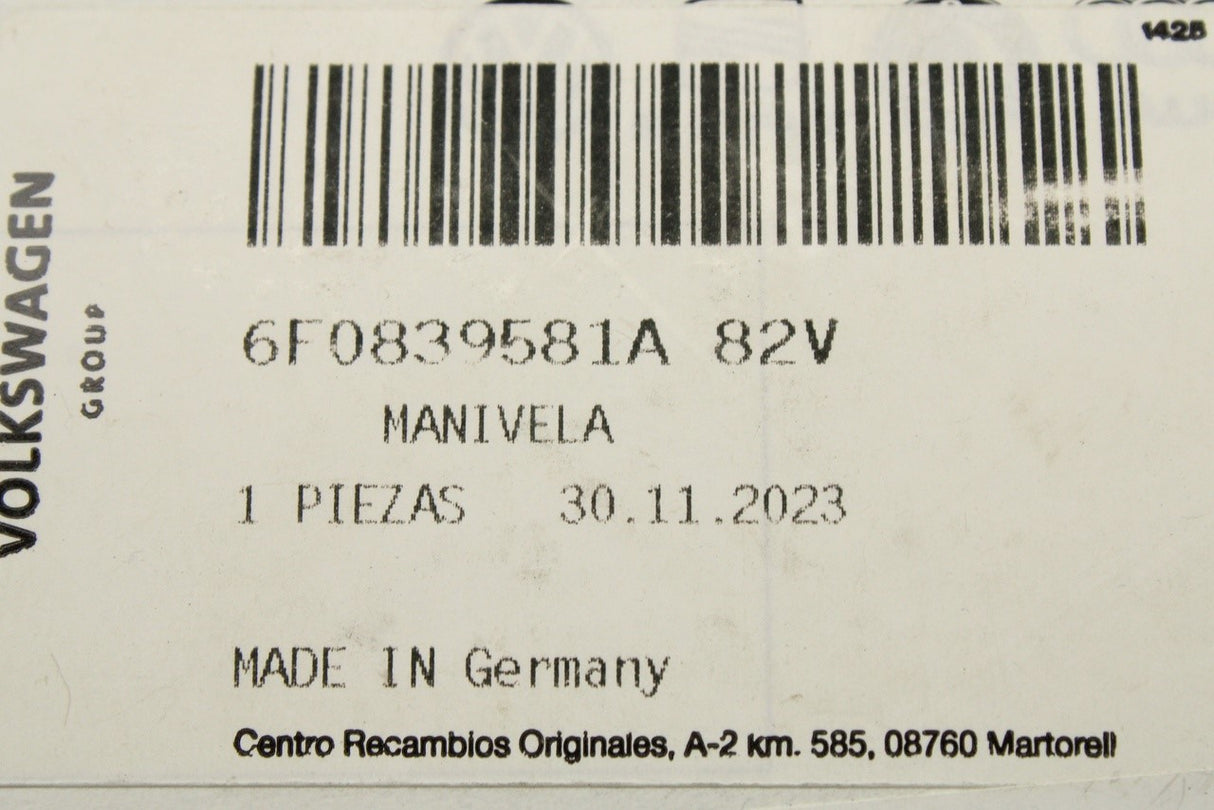 1425
VOLKSWAGEN
GROUP
6F0839581A 82V
MANIVELA
1 PIEZAS 30.11.2023
MADE IN Germany
Centro Recambios Originales, A-2 km. 585, 08760 Martorell